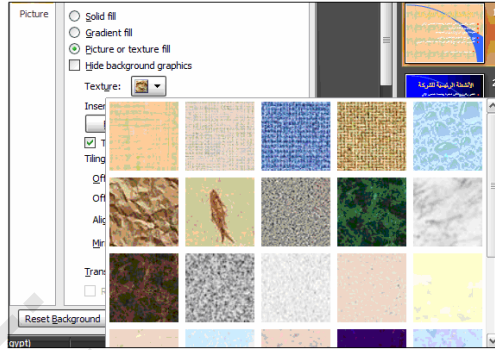 Picture
Solid fill
Gradient fill
Picture or texture fill
Hide background graphics
Texture:
Inser
Tiling
Off
Off
Alig
Mir
Trans
Reset Background
gypt)
الأنشطة الرئيسية للشركة